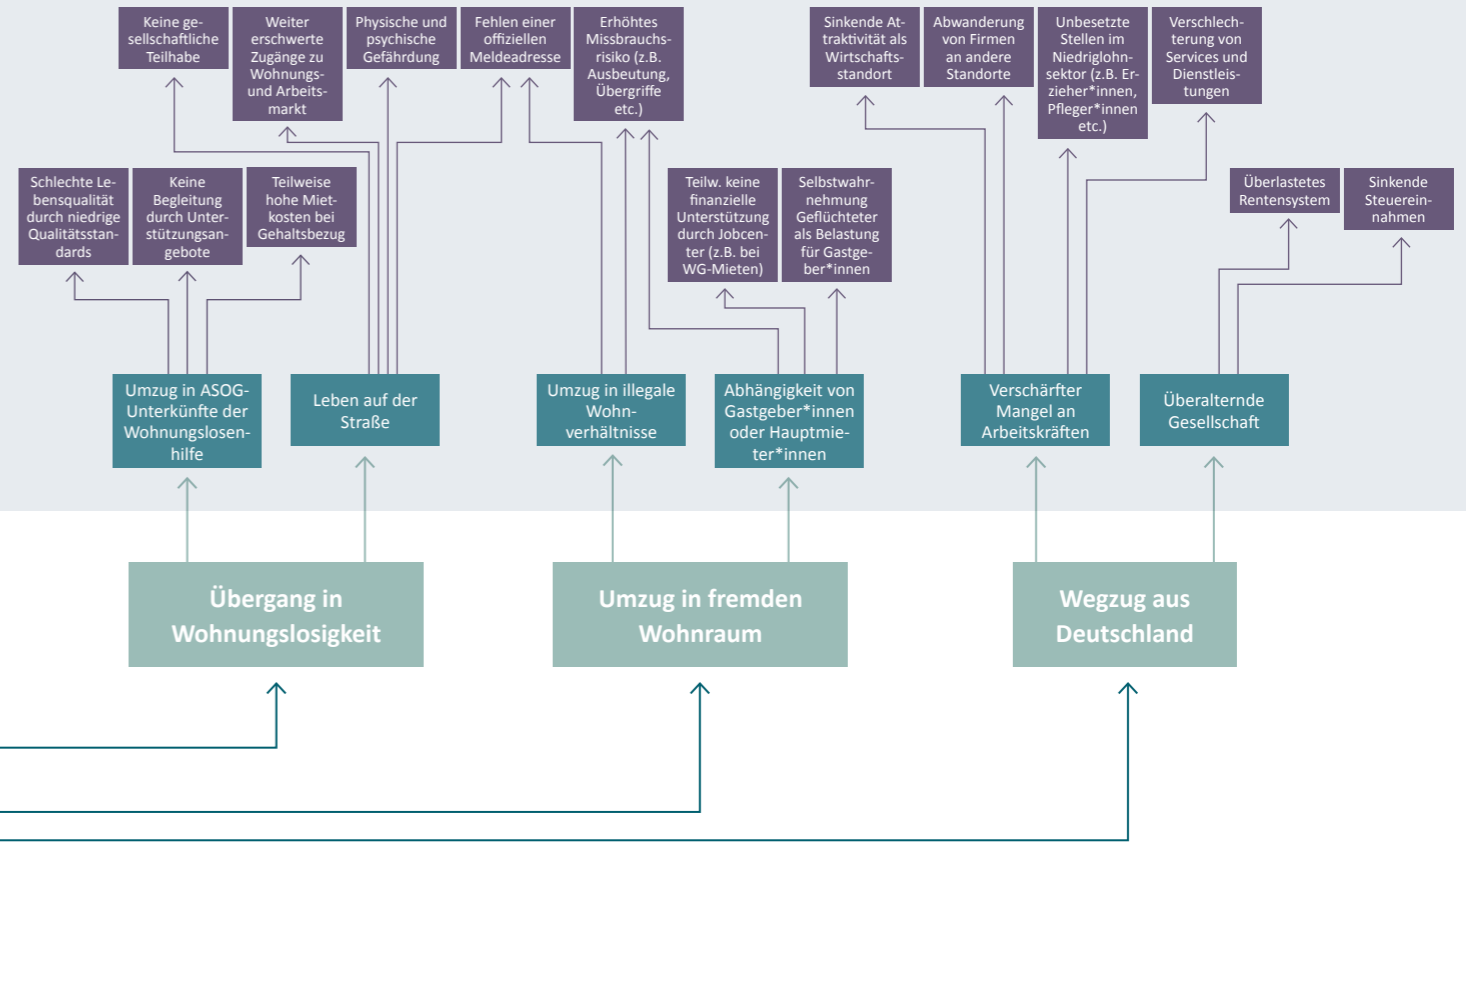 Keine ge-
sellschaftliche
Teilhabe
Weiter
erschwerte
Zugänge zu
Wohnungs-
und Arbeits-
markt
Physische und
psychische
Gefährdung
Fehlen einer
offiziellen
Meldeadresse
Erhöhtes
Missbrauchs-
risiko (z.B.
Ausbeutung,
Übergriffe
etc.)
Sinkende At-
traktivität als
Wirtschafts-
standort
Abwanderung
von Firmen
an andere
Standorte
Unbesetzte
Stellen im
Niedriglohn-
sektor (z.B. Er-
zieher*innen,
Pfleger*innen
etc.)
Verschlech-
terung von
Services und
Dienstleis-
tungen
Schlechte Le-
bensqualität
durch niedrige
Qualitätsstan-
dards
Keine
Begleitung
durch Unter-
stützungsan-
gebote
Teilweise
hohe Miet-
kosten bei
Gehaltsbezug
Teilw. keine
finanzielle
Unterstützung
durch Jobcen-
ter (z.B. bei
WG-Mieten)
Selbstwahr-
nehmung
Geflüchteter
als Belastung
für Gastge-
ber*innen
Überlastetes
Rentensystem
Sinkende
Steuerein-
nahmen
Umzug in ASOG-
Unterkünfte der
Wohnungslosen-
hilfe
Leben auf der
Straße
Umzug in illegale
Wohn-
verhältnisse
Abhängigkeit von
Gastgeber*innen
oder Hauptmie-
ter*innen
Verschärfter
Mangel an
Arbeitskräften
Überalternde
Gesellschaft
Übergang in
Wohnungslosigkeit
Umzug in fremden
Wohnraum
Wegzug aus
Deutschland